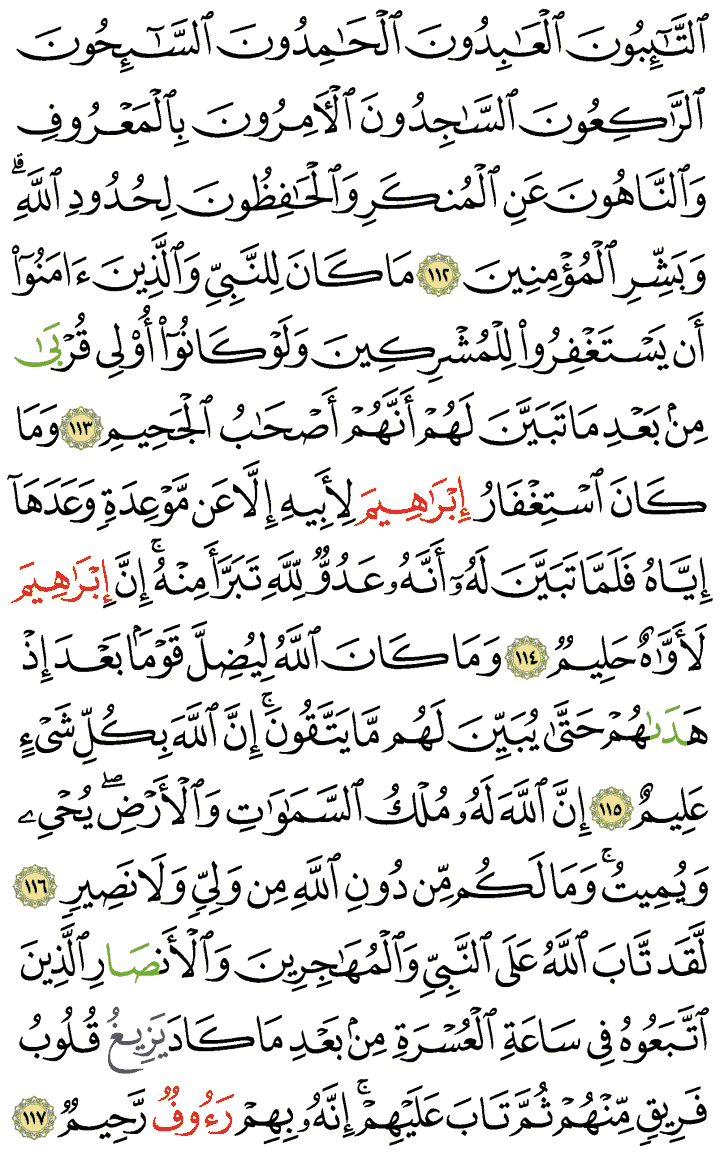 ٱلتَّـٰٓئِبُونَ ٱلْعَـٰبِدُونَ ٱلْحَـٰمِدُونَ ٱلسَّـٰٓئِحُونَ
ٱلرَّٰكِعُونَ ٱلسَّـٰجِدُونَ ٱلْأٓمِرُونَ بِٱلْمَعْرُوفِ
وَٱلنَّاهُونَ عَنِ ٱلْمُنكَرِ وَٱلْحَـٰفِظُونَ لِحُدُودِ ٱللَّهِۗ
وَبَشِّرِ ٱلْمُؤْمِنِينَ ١١٢ مَا كَانَ لِلنَّبِيِّ وَٱلَّذِينَ ءَامَنُوٓا۟
أَن يَسْتَغْفِرُوا۟ لِلْمُشْرِكِينَ وَلَوْ كَانُوٓا۟ أُو۟لِى قُرْبَىٰ
مِنۢ بَعْدِ مَا تَبَيَّنَ لَهُمْ أَنَّهُمْ أَصْحَـٰبُ ٱلْجَحِيمِ ١١٣ وَمَا
كَانَ ٱسْتِغْفَارُ إِبْرَٰهِيمَ لِأَبِيهِ إِلَّا عَن مَّوْعِدَةٍ وَعَدَهَآ
إِيَّاهُ فَلَمَّا تَبَيَّنَ لَهُۥٓ أَنَّهُۥ عَدُوٌّ لِّلَّهِ تَبَرَّأَ مِنْهُۚ إِنَّ إِبْرَٰهِيمَ
لَأَوَّٰهٌ حَلِيمٌ ١١٤ وَمَا كَانَ ٱللَّهُ لِيُضِلَّ قَوْمًۢا بَعْدَ إِذْ
هَدَىٰهُمْ حَتَّىٰ يُبَيِّنَ لَهُم مَّا يَتَّقُونَۚ إِنَّ ٱللَّهَ بِكُلِّ شَىْءٍ
عَلِيمٌ ١١٥ إِنَّ ٱللَّهَ لَهُۥ مُلْكُ ٱلسَّمَـٰوَٰتِ وَٱلْأَرْضِۖ يُحْىِۦ
وَيُمِيتُۚ وَمَا لَكُم مِّن دُونِ ٱللَّهِ مِن وَلِىٍّ وَلَا نَصِيرٍ ١١٦
لَّقَد تَّابَ ٱللَّهُ عَلَى ٱلنَّبِيِّ وَٱلْمُهَـٰجِرِينَ وَٱلْأَنصَارِ ٱلَّذِينَ
ٱتَّبَعُوهُ فِى سَاعَةِ ٱلْعُسْرَةِ مِنۢ بَعْدِ مَا كَادَ يَزِيغُ قُلُوبُ
فَرِيقٍ مِّنْهُمْ ثُمَّ تَابَ عَلَيْهِمْۚ إِنَّهُۥ بِهِمْ رَءُوفٌ رَّحِيمٌ ١١٧